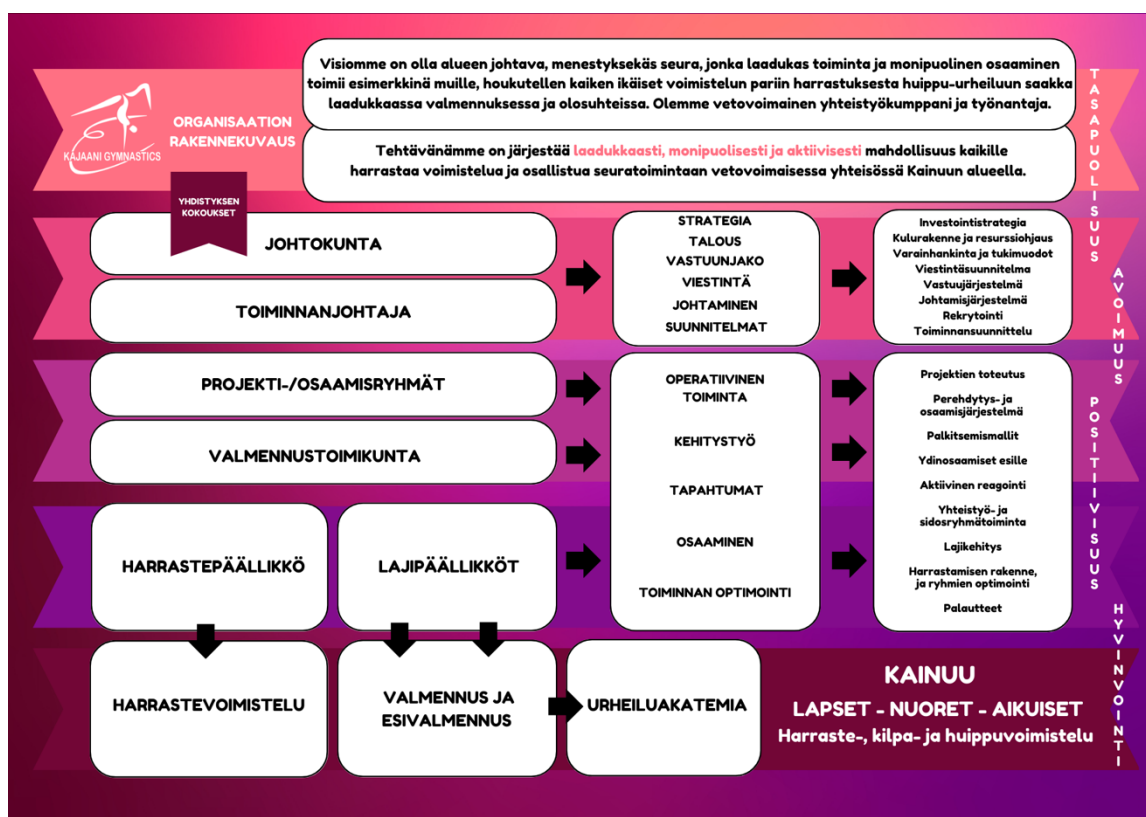 Visiomme on olla alueen johtava, menestyksekäs seura, jonka laadukas toiminta ja monipuolinen osaaminen
toimii esimerkkinä muille, houkutellen kaiken ikäiset voimistelun pariin harrastuksesta huippu-urheiluun saakka
laadukkaassa valmennuksessa ja olosuhteissa. Olemme vetovoimainen yhteistyökumppani ja työnantaja.
KAJAANI GYMNASTICS
ORGANISAATION
RAKENNEKUVAUS
Tehtävänämme on järjestää laadukkaasti, monipuolisesti ja aktiivisesti mahdollisuus kaikille
harrastaa voimistelua ja osallistua seuratoimintaan vetovoimaisessa yhteisössä Kainuun alueella.
YHDISTYKSEN
KOKOUKSET
JOHTOKUNTA
TOIMINNANJOHTAJA
STRATEGIA
TALOUS
VASTUUNJAKO
VIESTINTÄ
JOHTAMINEN
SUUNNITELMAT
Investointistrategia
Kulurakenne ja resurssiohjaus
Varainhankinta ja tukimuodot
Viestintäsuunnitelma
Vastuujärjestelmä
Johtamisjärjestelmä
Rekrytointi
Toiminnansuunnittelu
PROJEKTI-/OSAAMISRYHMÄT
VALMENNUSTOIMIKUNTA
HARRASTEPÄÄLLIKKÖ
LAJIPÄÄLLIKKÖT
OPERATIIVINEN
TOIMINTA
KEHITYSTYÖ
TAPAHTUMAT
OSAAMINEN
TOIMINNAN OPTIMOINTI
Projektien toteutus
Perehdytys- ja
osaamisjärjestelmä
Palkitsemismallit
Ydinosaamiset esille
Aktiivinen reagointi
Yhteistyö- ja
sidosryhmätoiminta
Lajikehitys
Harrastamisen rakenne,
ja ryhmien optimointi
Palautteet
HARRASTEVOIMISTELU
VALMENNUS JA
ESIVALMENNUS
URHEILUAKATEMIA
KAINUU
LAPSET - NUORET - AIKUISET
Harraste-, kilpa- ja huippuvoimistelu
TASAPUOLISUUS
AVOIMUUS
POSITIIVISUUS
HYVINVOINTI